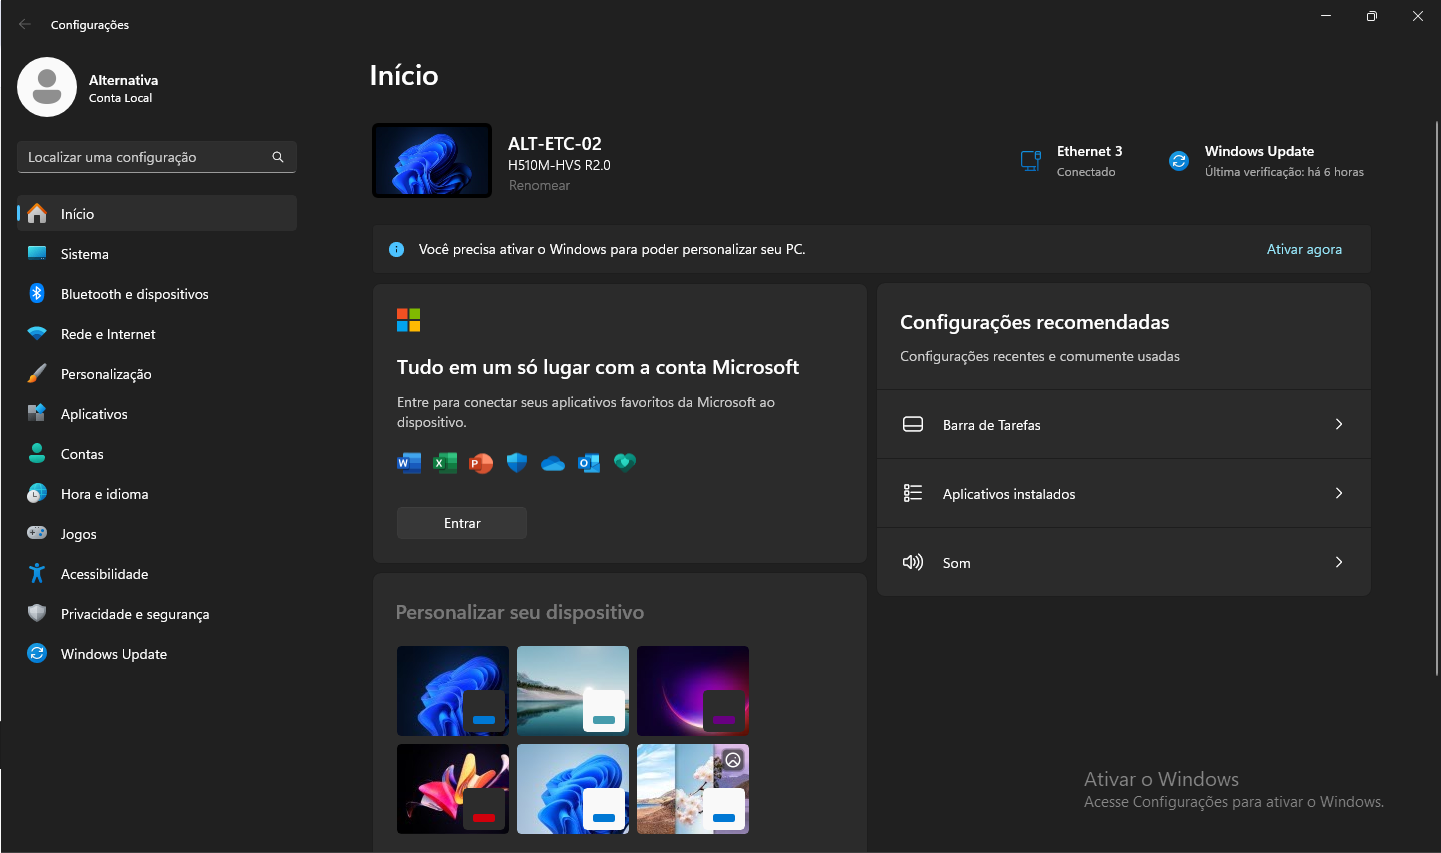 Configurações
Alternativa
Conta Local
Localizar uma configuração
Início
Sistema
Bluetooth e dispositivos
Rede e Internet
Personalização
Aplicativos
Contas
Hora e idioma
Jogos
Acessibilidade
Privacidade e segurança
Windows Update
Início
ALT-ETC-02
H510M-HVS R2.0
Renomear
Ethernet 3
Conectado
Windows Update
Última verificação: há 6 horas
Você precisa ativar o Windows para poder personalizar seu PC.
Ativar agora
Tudo em um só lugar com a conta Microsoft
Entre para conectar seus aplicativos favoritos da Microsoft ao
dispositivo.
Entrar
Personalizar seu dispositivo
Configurações recomendadas
Configurações recentes e comumente usadas
Barra de Tarefas
Aplicativos instalados
Som
Ativar o Windows
Acesse Configurações para ativar o Windows.